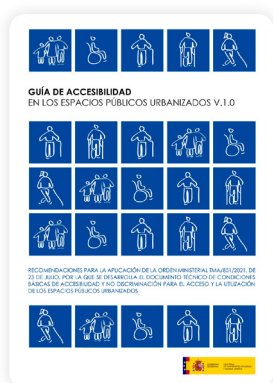 GUÍA DE ACCESIBILIDAD
EN LOS ESPACIOS PÚBLICOS URBANIZADOS V.1.0
RECOMENDACIONES PARA LA APLICACIÓN DE LA ORDEN MINISTERIAL TMA/851/2021, DE
23 DE JULIO, POR LA QUE SE DESARROLLA EL DOCUMENTO TÉCNICO DE CONDICIONES
BÁSICAS DE ACCESIBILIDAD Y NO DISCRIMINACIÓN PARA EL ACCESO Y LA UTILIZACIÓN
DE LOS ESPACIOS PÚBLICOS URBANIZADOS